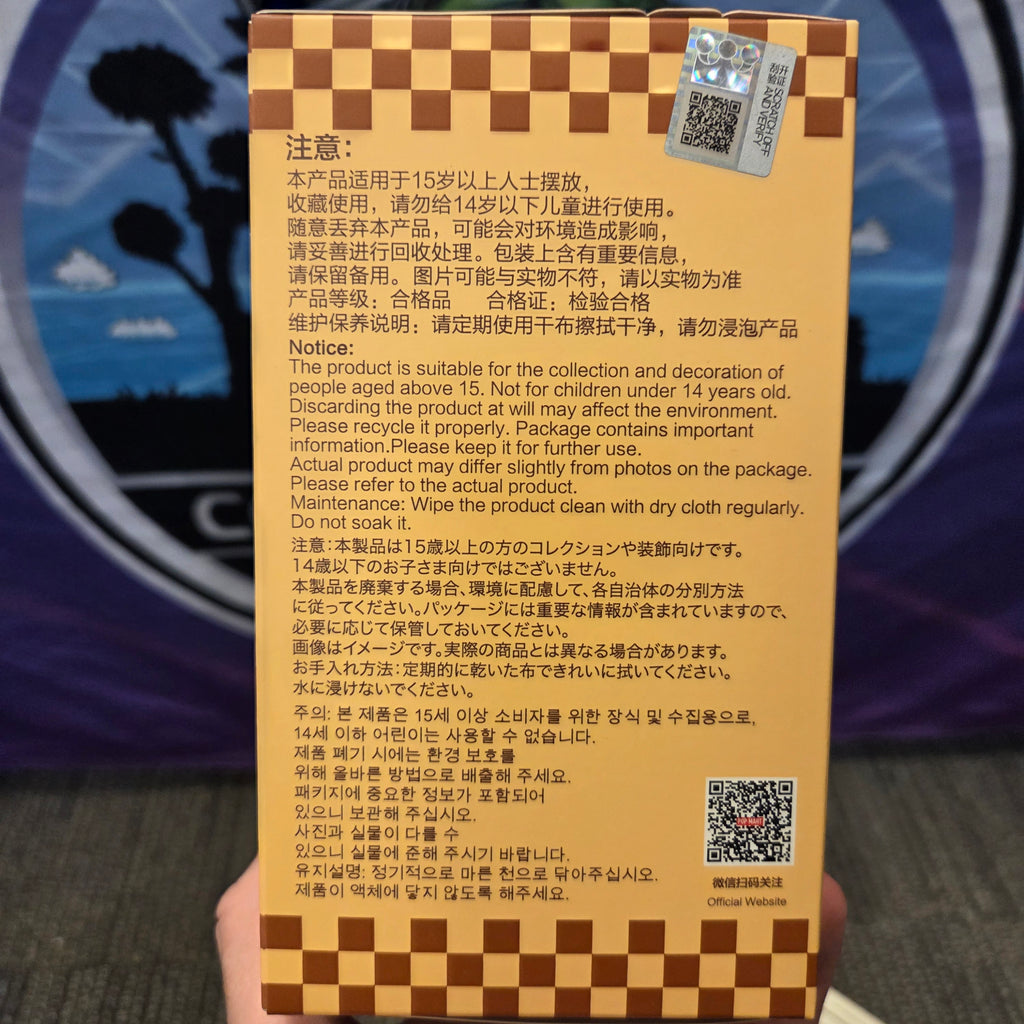 刮开
验证
SCRATCH OFF
AND VERIFY
注意：
本产品适用于15岁以上人士摆放，
收藏使用，请勿给14岁以下儿童进行使用。
随意丢弃本产品，可能会对环境造成影响，
请妥善进行回收处理。包装上含有重要信息，
请保留备用。图片可能与实物不符，请以实物为准
产品等级：合格品 合格证：检验合格
维护保养说明：请定期使用干布擦拭干净，请勿浸泡产品
Notice:
The product is suitable for the collection and decoration of
people aged above 15. Not for children under 14 years old.
Discarding the product at will may affect the environment.
Please recycle it properly. Package contains important
information.Please keep it for further use.
Actual product may differ slightly from photos on the package.
Please refer to the actual product.
Maintenance: Wipe the product clean with dry cloth regularly.
Do not soak it.
注意：本製品は15歳以上の方のコレクションや装飾向けです。
14歳以下のお子さま向けではございません。
本製品を廃棄する場合、環境に配慮して、各自治体の分別方法
に従ってください。パッケージには重要な情報が含まれていますので、
必要に応じて保管しておいてください。
画像はイメージです。実際の商品とは異なる場合があります。
お手入れ方法：定期的に乾いた布できれいに拭いてください。
水に浸けないでください。
주의: 본 제품은 15세 이상 소비자를 위한 장식 및 수집용으로,
14세 이하 어린이는 사용할 수 없습니다.
제품 폐기 시에는 환경 보호를
위해 올바른 방법으로 배출해 주세요.
패키지에 중요한 정보가 포함되어
있으니 보관해 주십시오.
사진과 실물이 다를 수
있으니 실물에 준해 주시기 바랍니다.
유지설명: 정기적으로 마른 천으로 닦아주십시오.
제품이 액체에 닿지 않도록 해주세요.
POP MART
微信扫码关注
Official Website